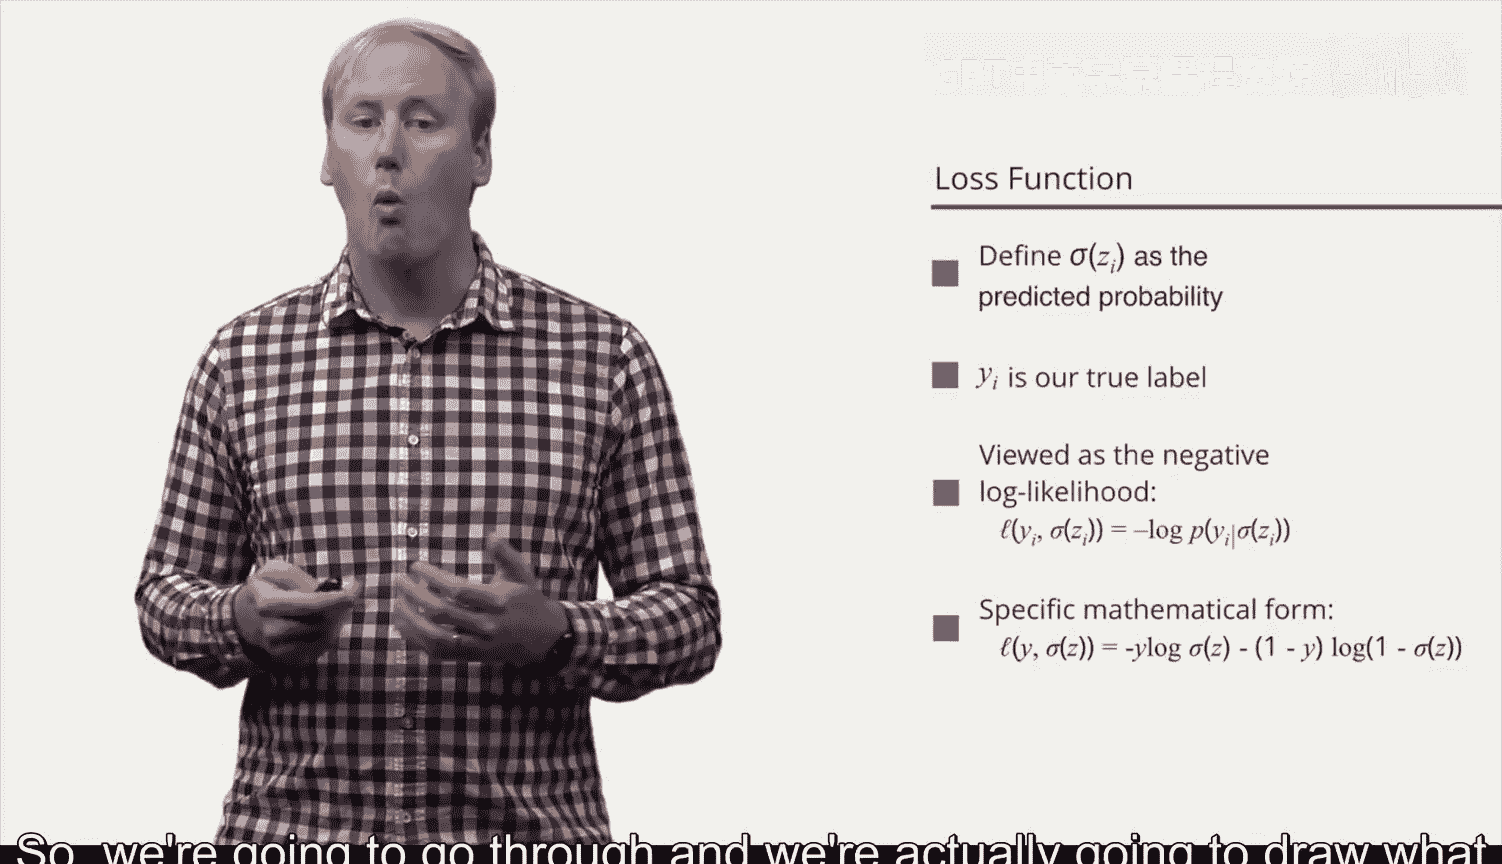 Loss Function
Define σ(zᵢ) as the
predicted probability
yᵢ is our true label
Viewed as the negative
log-likelihood:
ℓ(yᵢ, σ(zᵢ)) = –log p(yᵢ|σ(zᵢ))
Specific mathematical form:
ℓ(y, σ(z)) = -ylog σ(z) - (1 - y) log(1 - σ(z))
So, we're going to go through and we're actually going to draw what